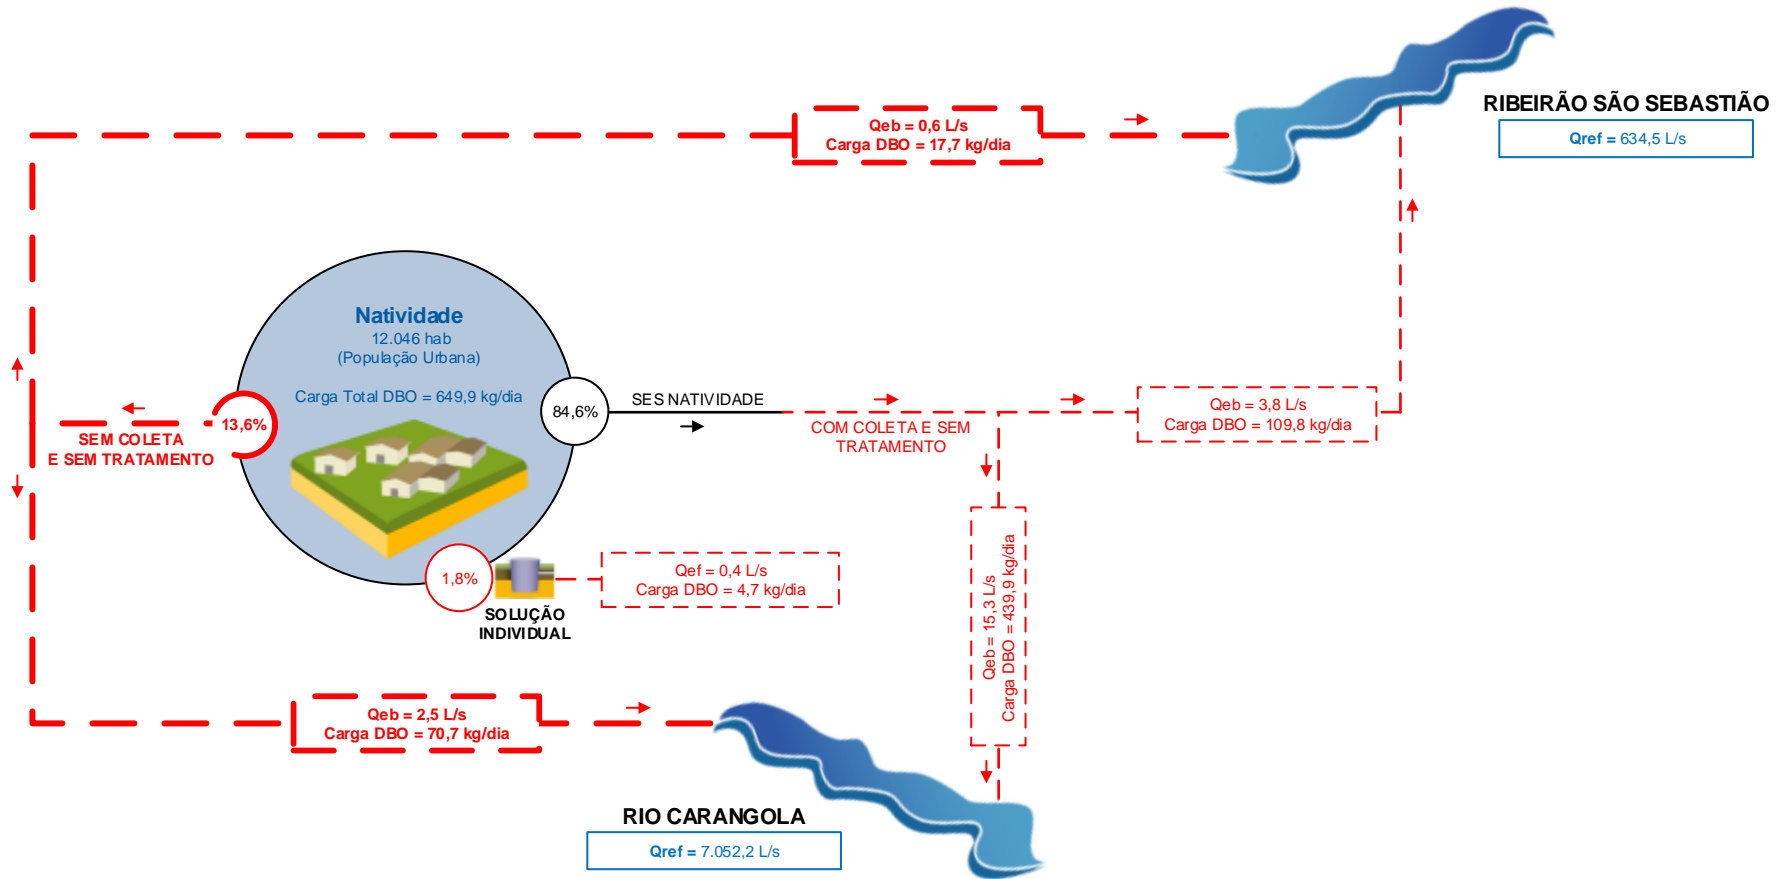 RIBEIRÃO SÃO SEBASTIÃO
Qref = 634,5 L/s
Qeb = 0,6 L/s
Carga DBO = 17,7 kg/dia
Natividade
12.046 hab
(População Urbana)
Carga Total DBO = 649,9 kg/dia
13,6%
SEM COLETA
E SEM TRATAMENTO
84,6%
SES NATIVIDADE
COM COLETA E SEM
TRATAMENTO
Qeb = 3,8 L/s
Carga DBO = 109,8 kg/dia
Qeb = 15,3 L/s
Carga DBO = 439,9 kg/dia
1,8%
SOLUÇÃO
INDIVIDUAL
Qef = 0,4 L/s
Carga DBO = 4,7 kg/dia
Qeb = 2,5 L/s
Carga DBO = 70,7 kg/dia
RIO CARANGOLA
Qref = 7.052,2 L/s